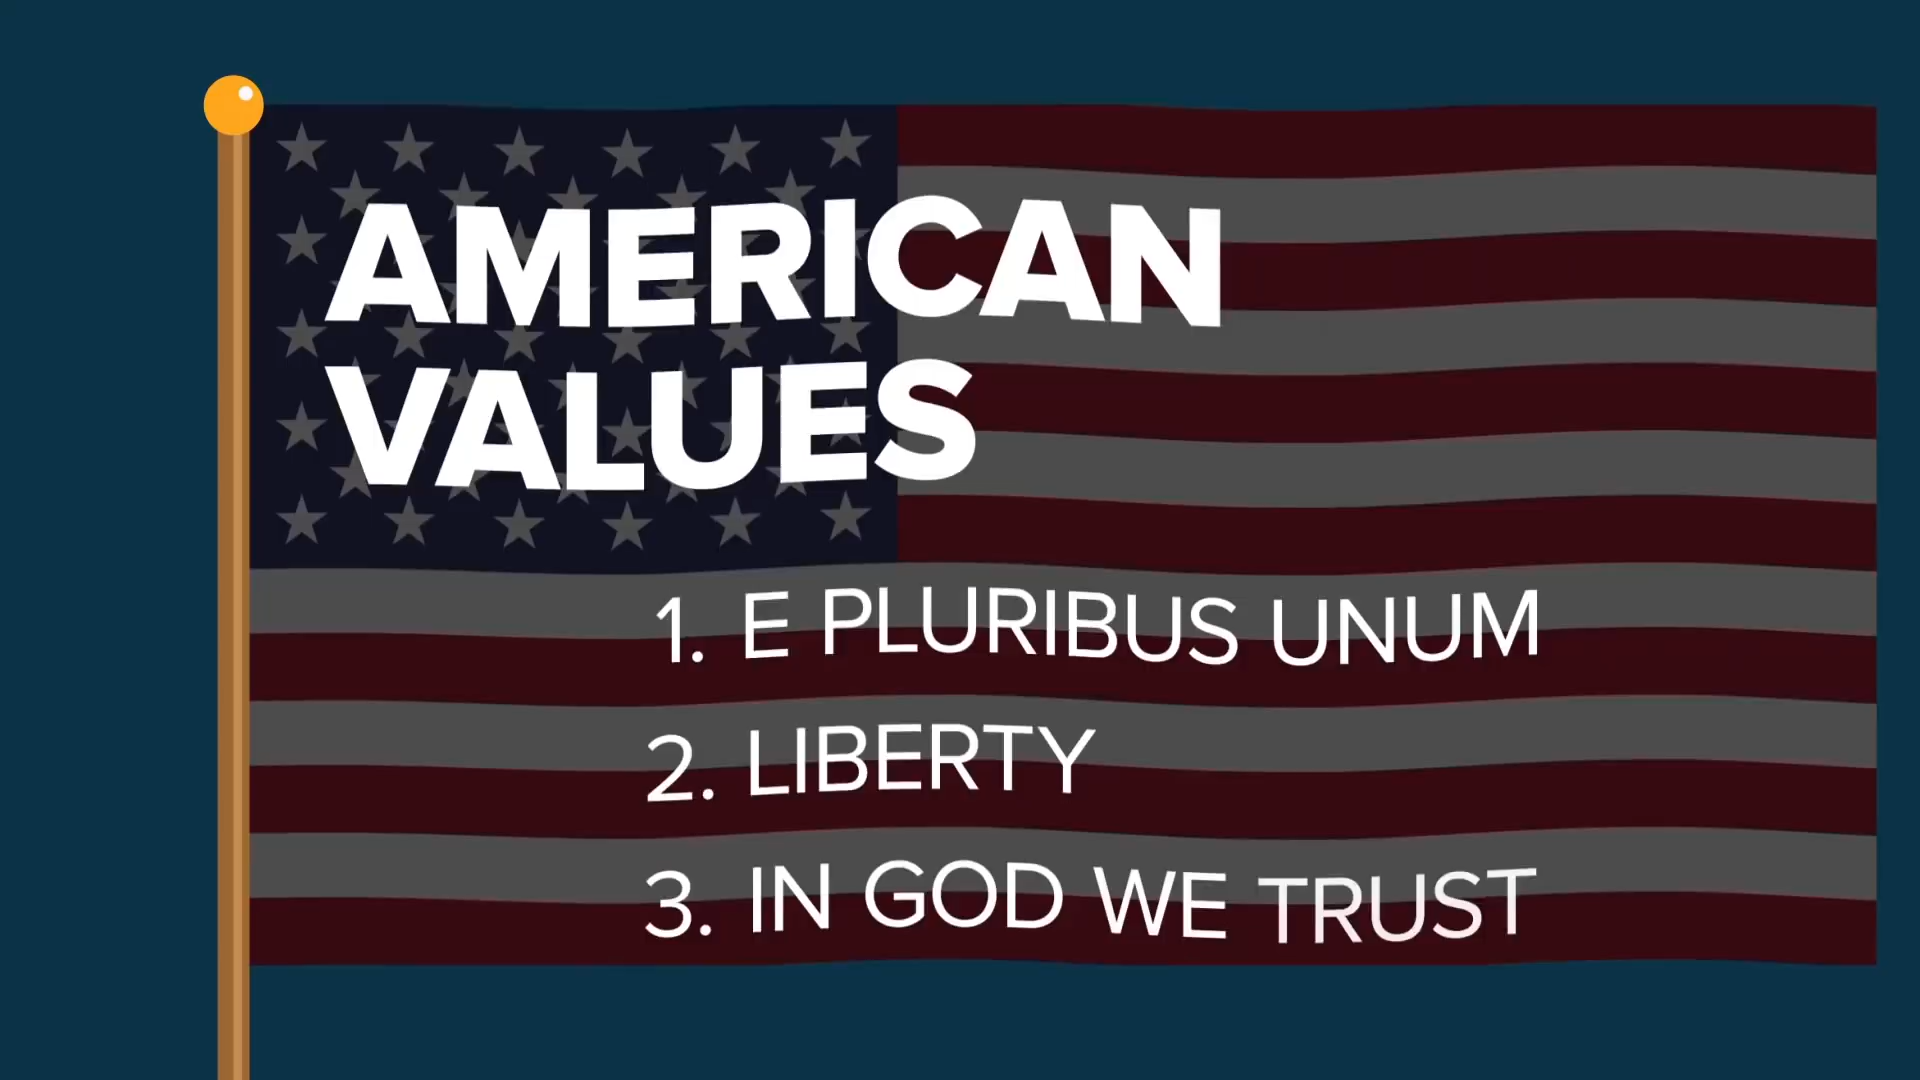 AMERICAN
VALUES
1. E PLURIBUS UNUM
2. LIBERTY
3. IN GOD WE TRUST